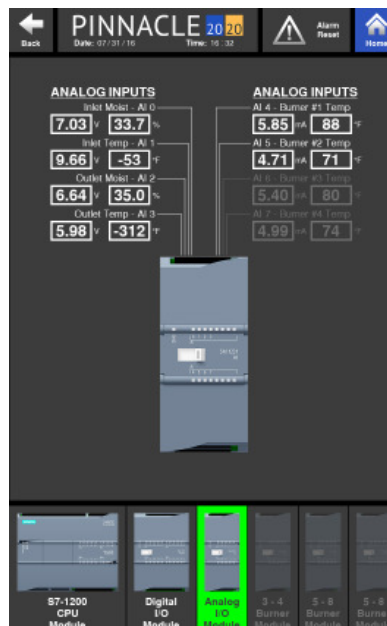 PINNACLE 20 20
Back
Date: 07/31/16 Time: 16:32
Alarm Reset
Home
ANALOG INPUTS
Inlet Moist - AI 0
7.03 V 33.7 %
Inlet Temp - AI 1
9.66 V -53 °F
Outlet Moist - AI 2
6.64 V 35.0 %
Outlet Temp - AI 3
5.98 V -312 °F
ANALOG INPUTS
AI 4 - Burner #1 Temp
5.85 mA 88 °F
AI 5 - Burner #2 Temp
4.71 mA 71 °F
AI 6 - Burner #3 Temp
5.40 mA 80 °F
AI 7 - Burner #4 Temp
4.99 mA 74 °F
S7-1200
CPU
Module
Digital
I/O
Module
Analog
I/O
Module
3 - 4
Burner
Module
5 - 8
Burner
Module
5 - 8
Burner
Module